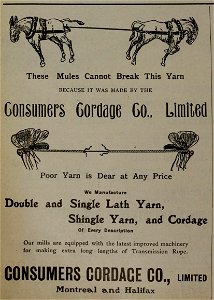 These Mules Cannot Break This Yarn
BECAUSE IT WAS MADE BY THE
Consumers Cordage Co., Limited
Poor Yarn is Dear at Any Price
We Manufacture
Double and Single Lath Yarn,
Shingle Yarn, and Cordage
Of Every Description
Our mills are equipped with the latest improved machinery
for making extra long lengths of Transmission Rope.
CONSUMERS CORDAGE CO., LIMITED
Montreal and Halifax